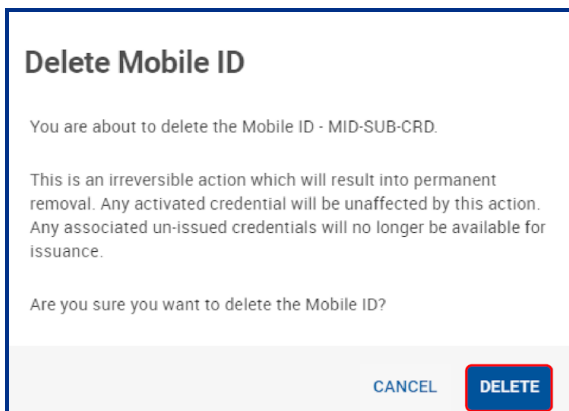 Delete Mobile ID
You are about to delete the Mobile ID - MID-SUB-CRD.
This is an irreversible action which will result into permanent
removal. Any activated credential will be unaffected by this action.
Any associated un-issued credentials will no longer be available for
issuance.
Are you sure you want to delete the Mobile ID?
CANCEL DELETE